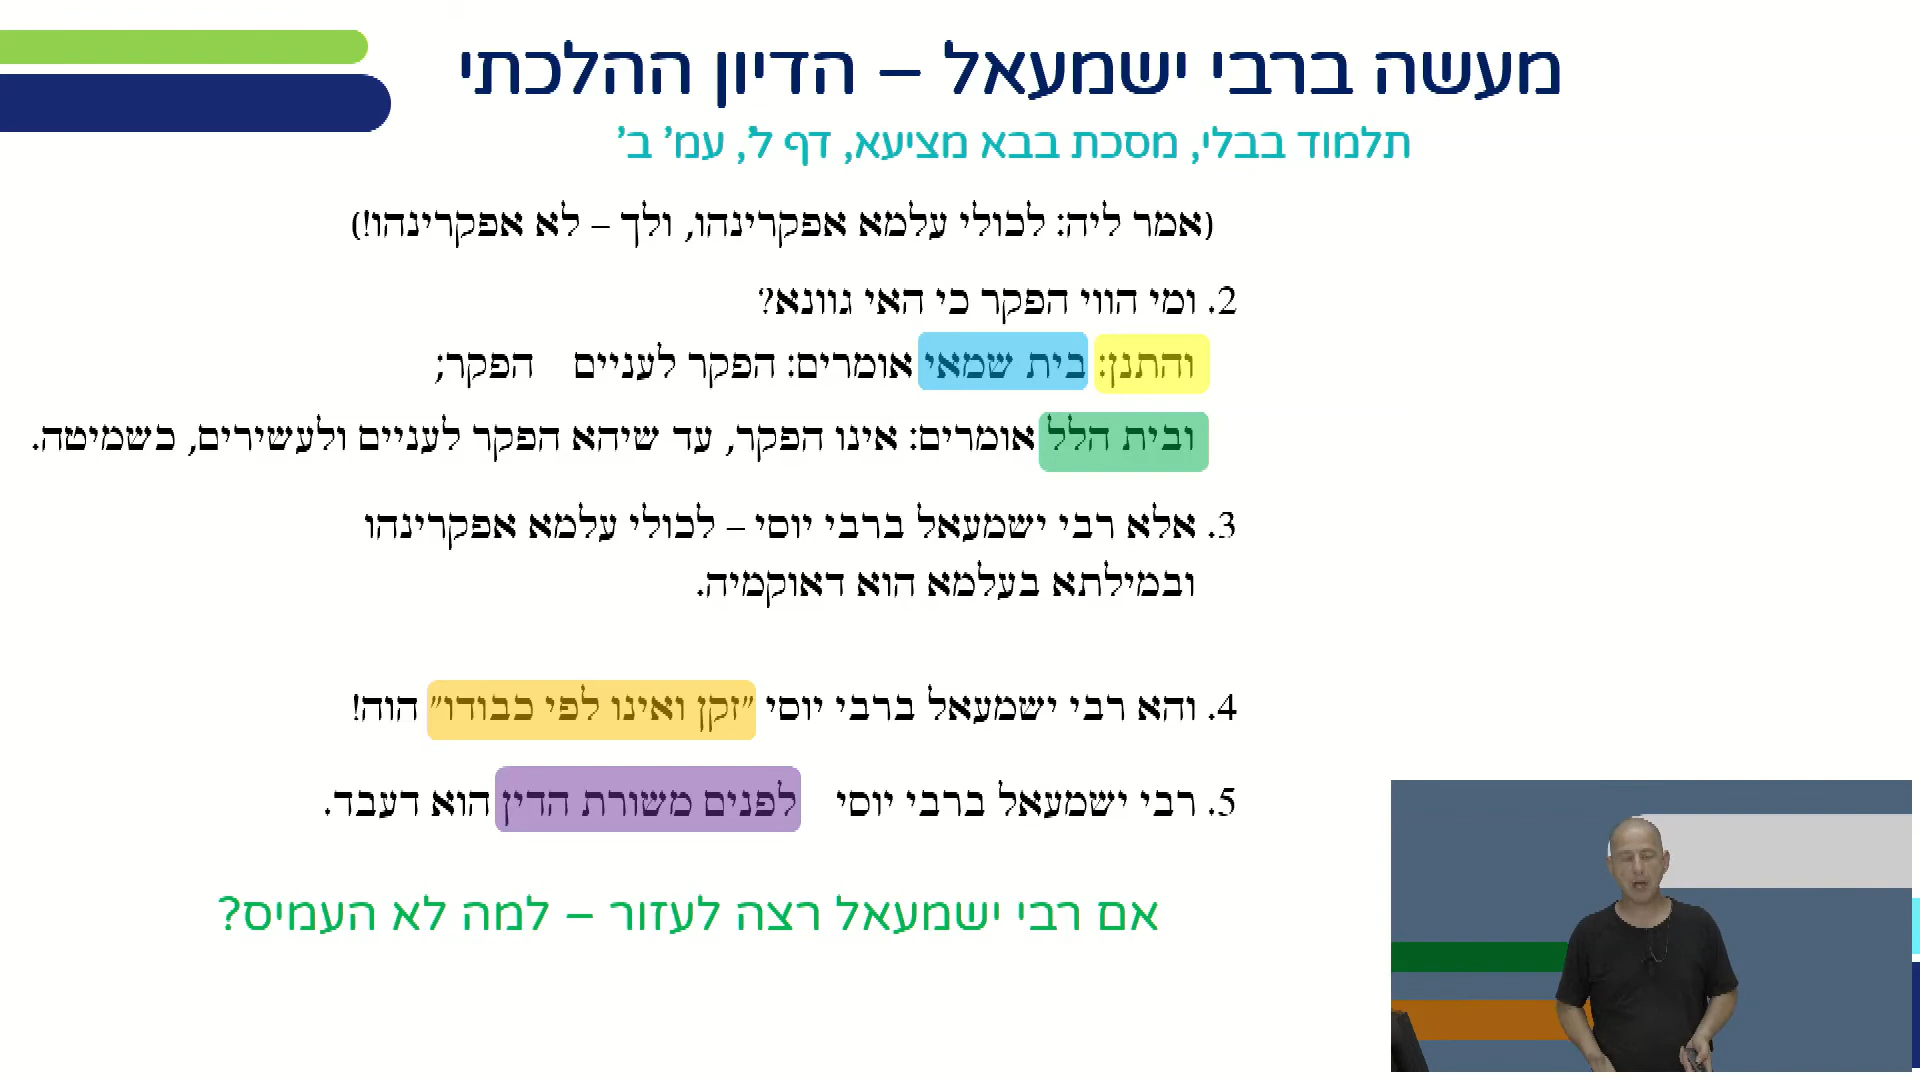 מעשה ברבי ישמעאל – הדיון ההלכתי
תלמוד בבלי, מסכת בבא מציעא, דף ל', עמ' ב'
(אמר ליה: לכולי עלמא אפקרינהו, ולך – לא אפקרינהו!)
2. ומי הווי הפקר כי האי גוונא?
והתנן: בית שמאי אומרים: הפקר לעניים הפקר;
ובית הלל אומרים: אינו הפקר, עד שיהא הפקר לעניים ולעשירים, כשמיטה.
3. אלא רבי ישמעאל ברבי יוסי – לכולי עלמא אפקרינהו
ובמילתא בעלמא הוא דאוקמיה.
4. והא רבי ישמעאל ברבי יוסי "זקן ואינו לפי כבודו" הוה!
5. רבי ישמעאל ברבי יוסי לפנים משורת הדין הוא דעבד.
אם רבי ישמעאל רצה לעזור – למה לא העמיס?